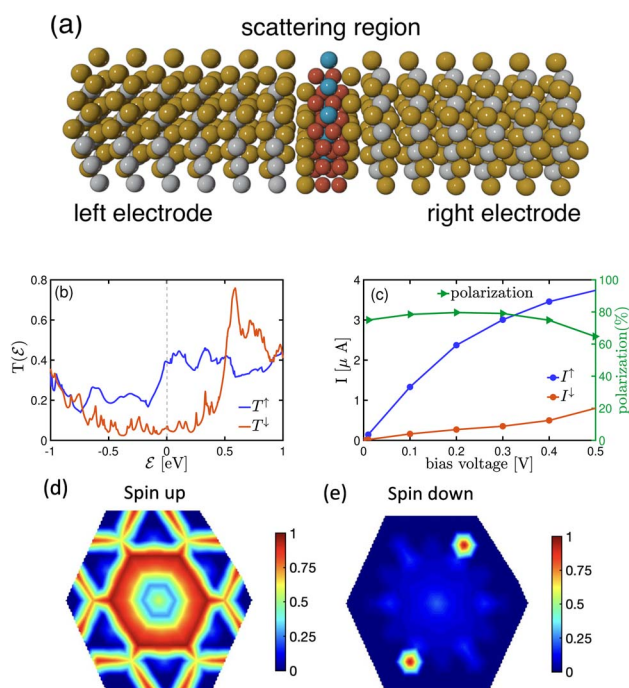 (a)
scattering region
left electrode
right electrode
(b)
T(ℰ)
0.8
0.6
0.4
0.2
0
-1
-0.5
0
0.5
1
ℰ [eV]
T↑
T↓
(c)
I [μ A]
4
3
2
1
0
0.1
0.2
0.3
0.4
0.5
bias voltage [V]
polarization
I↑
I↓
100
80
60
40
20
0
polarization(%)
(d)
Spin up
1
0.75
0.5
0.25
0
(e)
Spin down
1
0.75
0.5
0.25
0